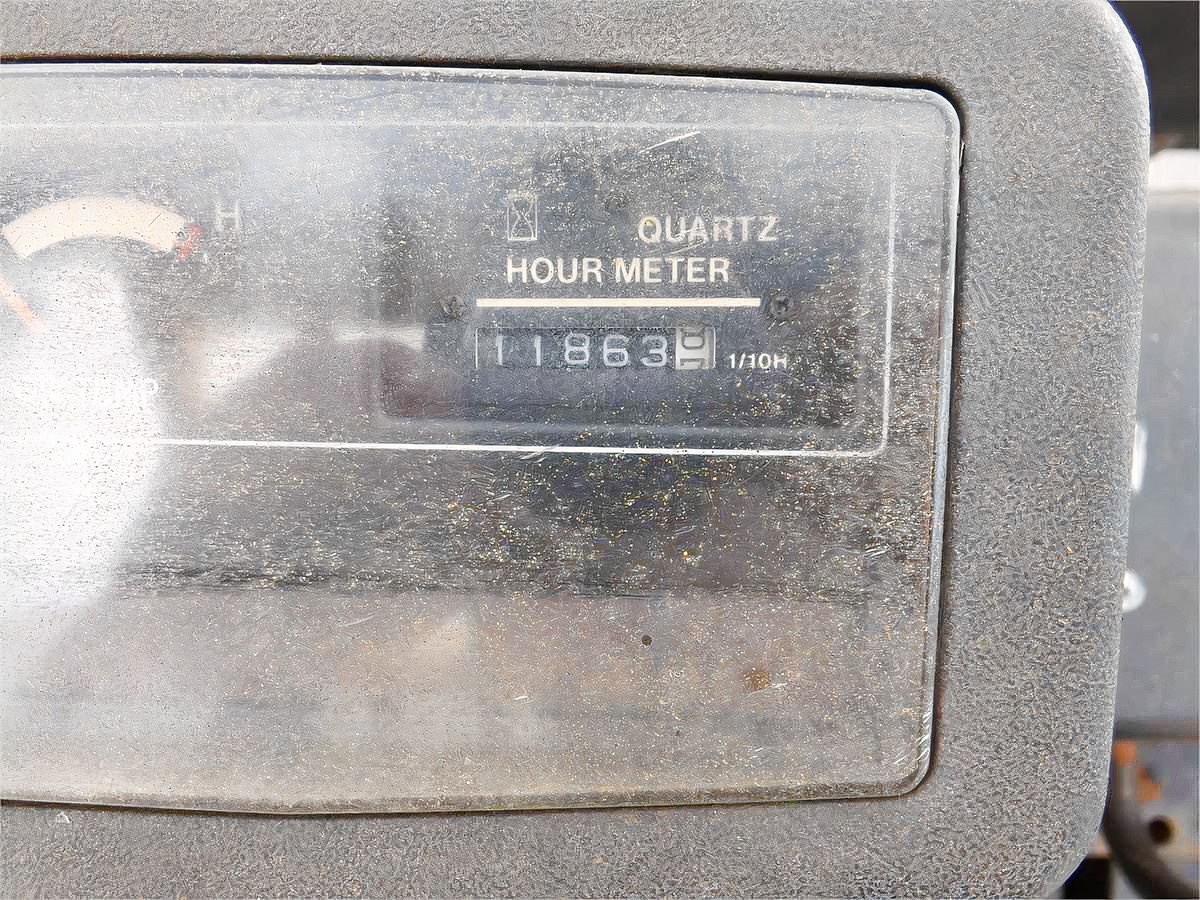 H
QUARTZ
HOUR METER
11863 1/10H